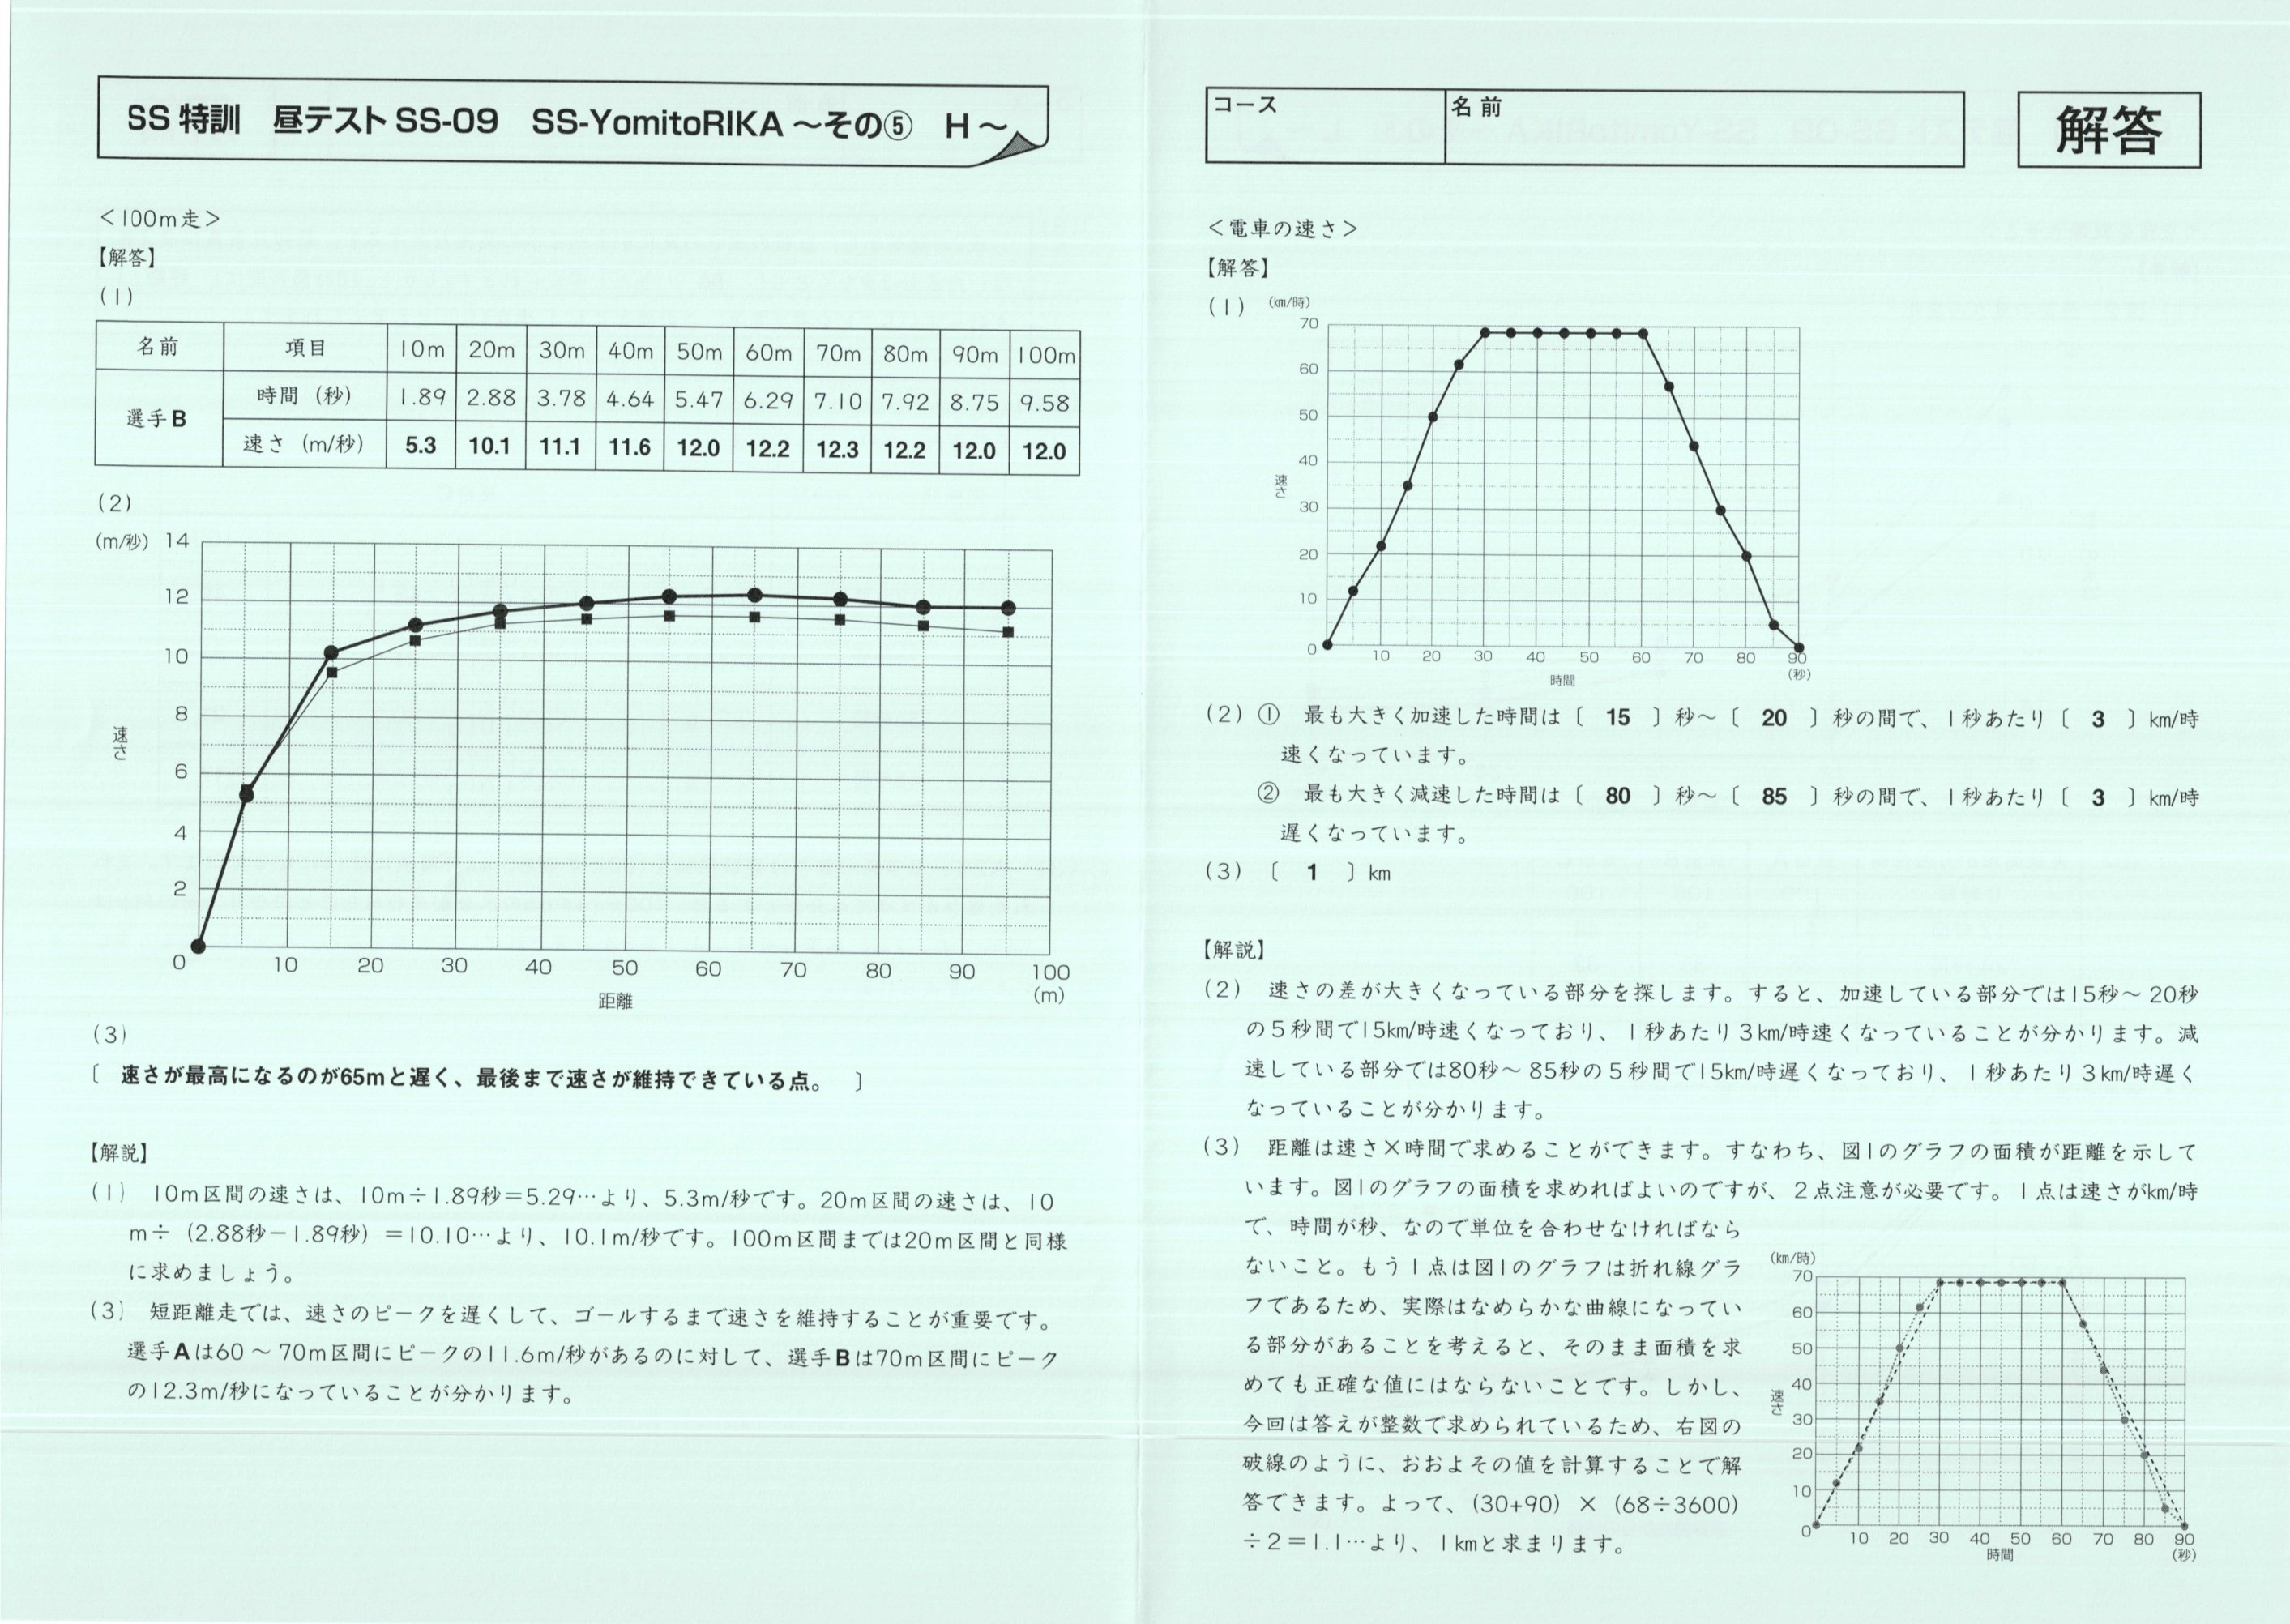 SS 特訓　昼テスト SS-09　SS-YomitoRIKA ～その⑤　H～
＜100m走＞
【解答】
(1)
名前 項目 10m 20m 30m 40m 50m 60m 70m 80m 90m 100m
選手B 時間（秒） 1.89 2.88 3.78 4.64 5.47 6.29 7.10 7.92 8.75 9.58
速さ（m/秒） 5.3 10.1 11.1 11.6 12.0 12.2 12.3 12.2 12.0 12.0
(2)
(m/秒) 14
12
10
8
速さ
6
4
2
0 10 20 30 40 50 60 70 80 90 100
距離 (m)
(3)
〔　速さが最高になるのが65mと遅く、最後まで速さが維持できている点。　〕
【解説】
(1)　10m区間の速さは、10m÷1.89秒＝5.29…より、5.3m/秒です。20m区間の速さは、10
m÷（2.88秒－1.89秒）＝10.10…より、10.1m/秒です。100m区間までは20m区間と同様
に求めましょう。
(3)　短距離走では、速さのピークを遅くして、ゴールするまで速さを維持することが重要です。
選手Aは60～70m区間にピークの11.6m/秒があるのに対して、選手Bは70m区間にピーク
の12.3m/秒になっていることが分かります。
コース 名前
解答
＜電車の速さ＞
【解答】
(1) (km/時)
70
60
50
40
速さ
30
20
10
0 10 20 30 40 50 60 70 80 90
時間 (秒)
(2) ①　最も大きく加速した時間は〔　15　〕秒～〔　20　〕秒の間で、1秒あたり〔　3　〕km/時
速くなっています。
②　最も大きく減速した時間は〔　80　〕秒～〔　85　〕秒の間で、1秒あたり〔　3　〕km/時
遅くなっています。
(3) 〔　1　〕km
【解説】
(2)　速さの差が大きくなっている部分を探します。すると、加速している部分では15秒～20秒
の5秒間で15km/時速くなっており、1秒あたり3km/時速くなっていることが分かります。減
速している部分では80秒～85秒の5秒間で15km/時遅くなっており、1秒あたり3km/時遅く
なっていることが分かります。
(3)　距離は速さ×時間で求めることができます。すなわち、図1のグラフの面積が距離を示して
います。図1のグラフの面積を求めればよいのですが、2点注意が必要です。1点は速さがkm/時
で、時間が秒、なので単位を合わせなければなら
ないこと。もう1点は図1のグラフは折れ線グラ
フであるため、実際はなめらかな曲線になってい
る部分があることを考えると、そのまま面積を求
めても正確な値にはならないことです。しかし、
今回は答えが整数で求められているため、右図の
破線のように、おおよその値を計算することで解
答できます。よって、（30+90）×（68÷3600）
÷2＝1.1…より、1kmと求まります。
(km/時)
70
60
50
40
速さ
30
20
10
0 10 20 30 40 50 60 70 80 90
時間 (秒)